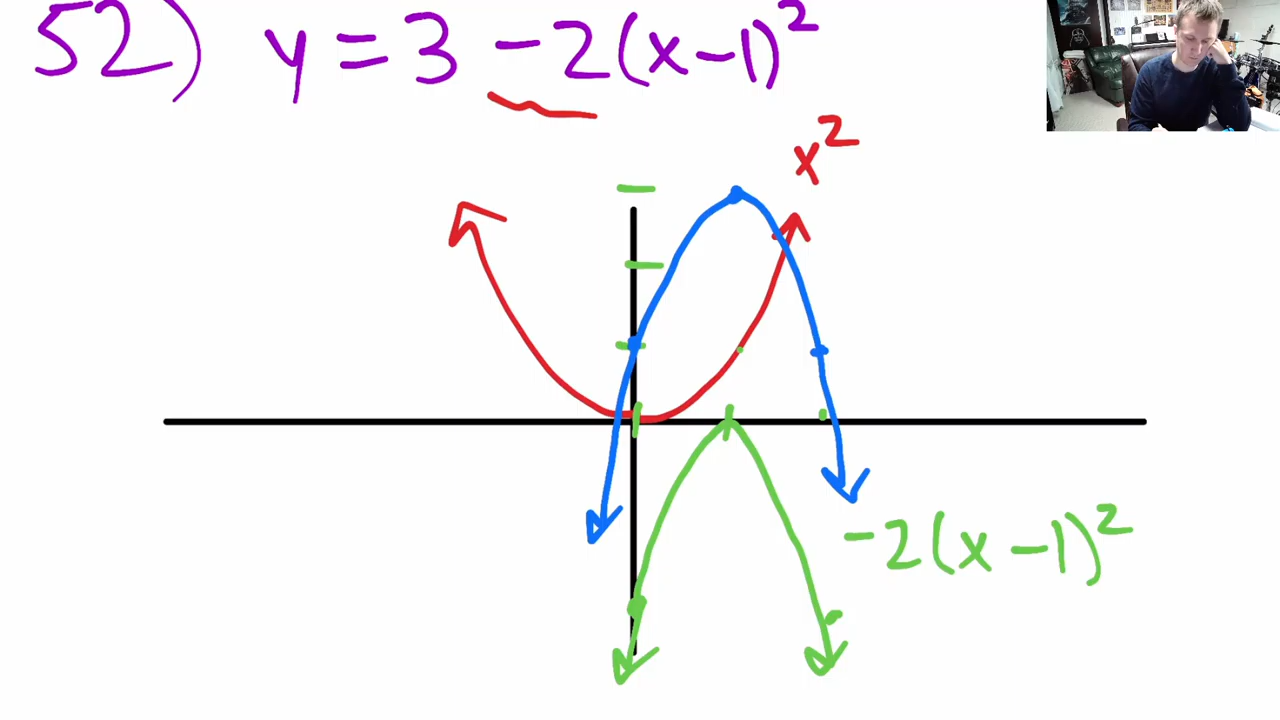 52) y = 3 - 2(x-1)²
x²
-2(x-1)²